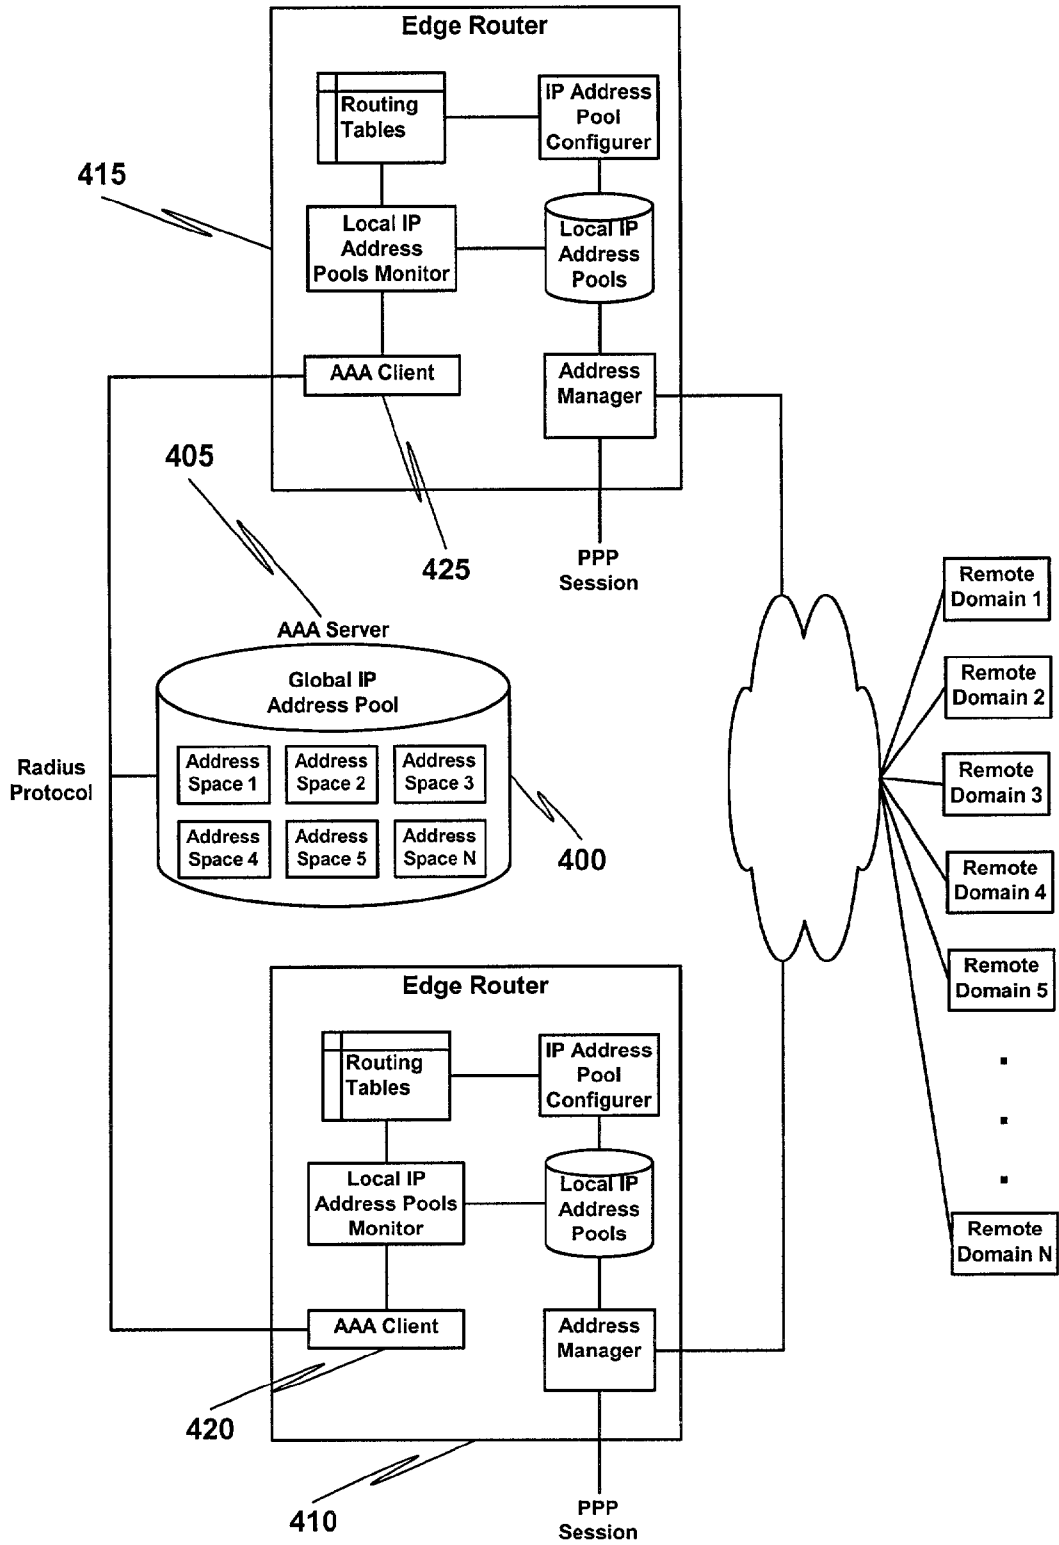 Edge Router
Routing
Tables
IP Address
Pool
Configurer
415
Local IP
Address
Pools Monitor
Local IP
Address
Pools
AAA Client
Address
Manager
405
425
PPP
Session
AAA Server
Global IP
Address Pool
Address
Space 1
Address
Space 2
Address
Space 3
Address
Space 4
Address
Space 5
Address
Space N
Radius
Protocol
400
Remote
Domain 1
Remote
Domain 2
Remote
Domain 3
Remote
Domain 4
Remote
Domain 5
Remote
Domain N
Edge Router
Routing
Tables
IP Address
Pool
Configurer
Local IP
Address Pools
Monitor
Local IP
Address
Pools
AAA Client
Address
Manager
420
410
PPP
Session